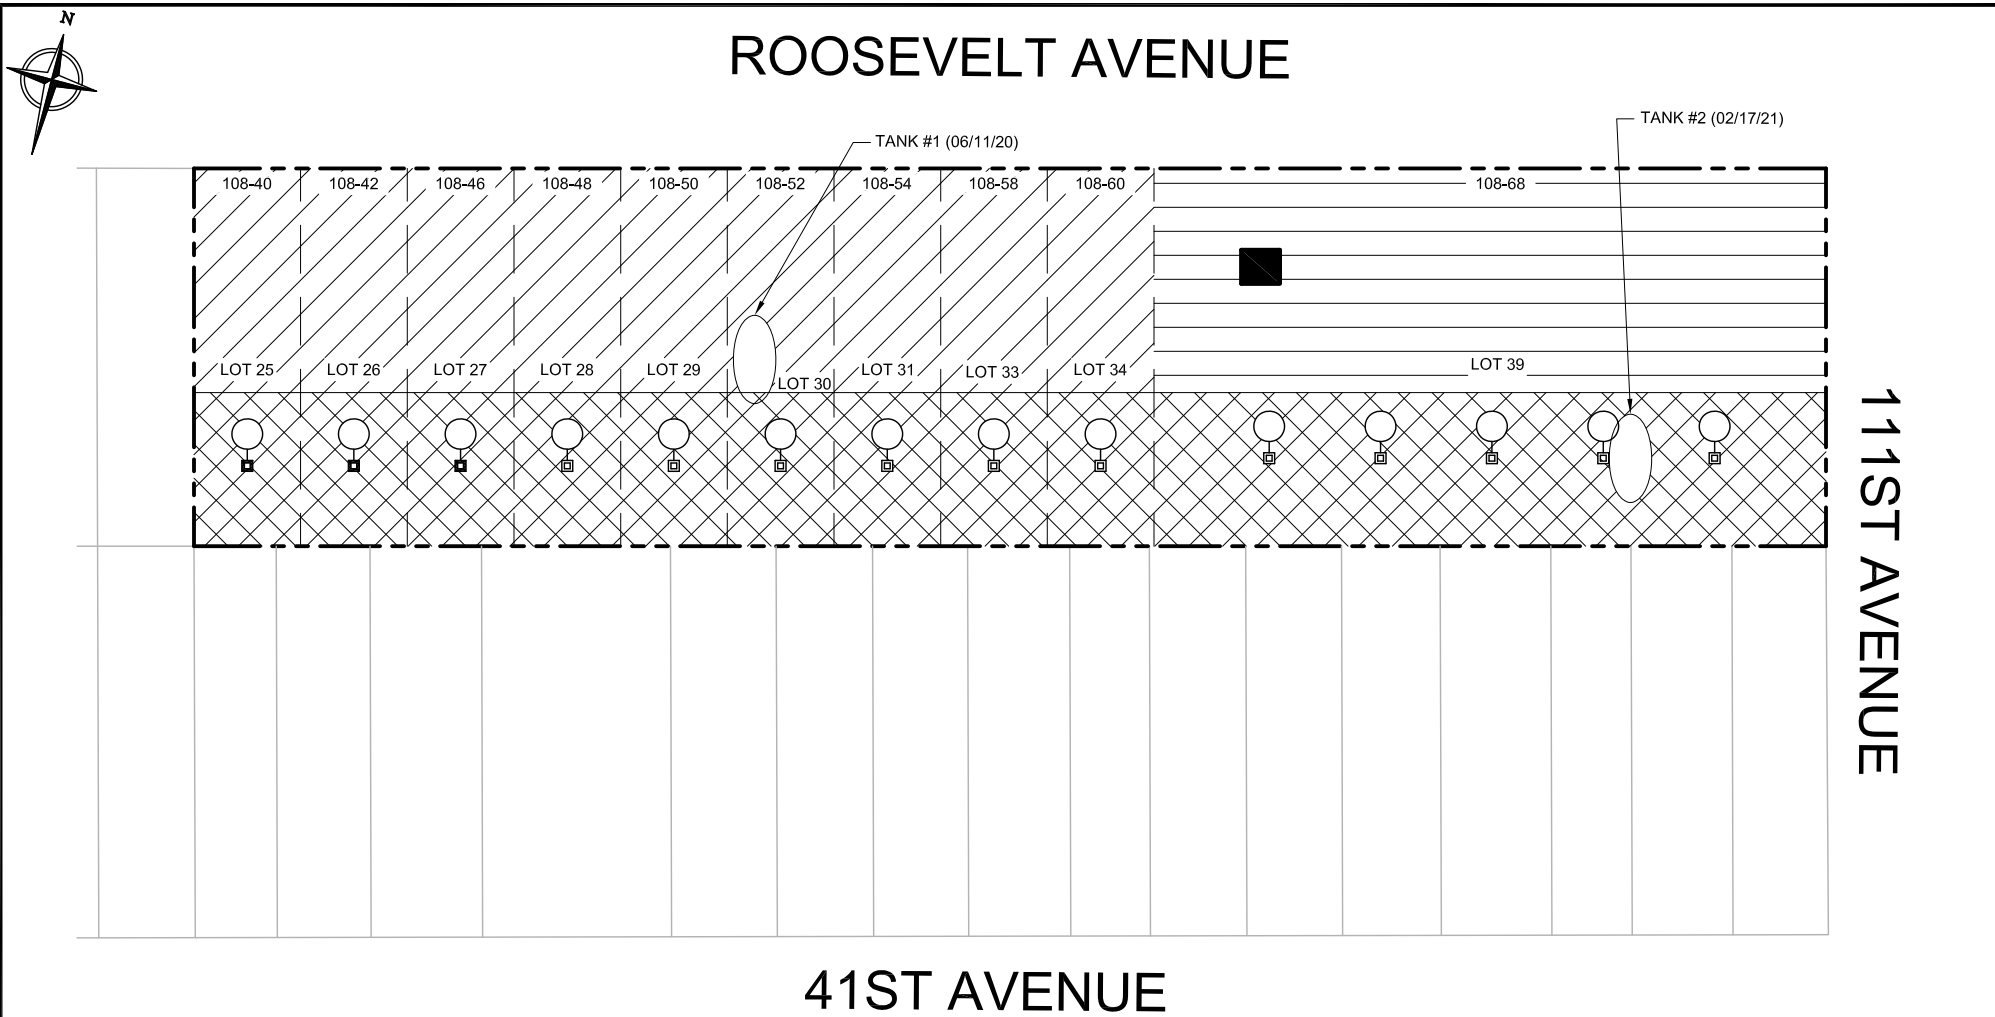 N
ROOSEVELT AVENUE
TANK #2 (02/17/21)
TANK #1 (06/11/20)
108-40 108-42 108-46 108-48 108-50 108-52 108-54 108-58 108-60 108-68
LOT 25 LOT 26 LOT 27 LOT 28 LOT 29 LOT 30 LOT 31 LOT 33 LOT 34 LOT 39
111ST AVENUE
41ST AVENUE